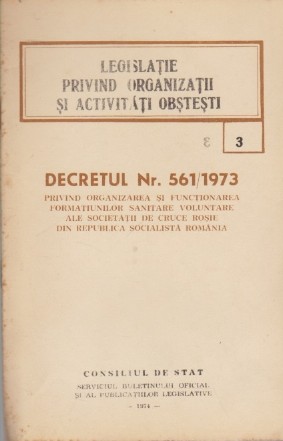 LEGISLAȚIE
PRIVIND ORGANIZAȚII
ȘI ACTIVITĂȚI OBȘTEȘTI
3
DECRETUL Nr. 561/1973
PRIVIND ORGANIZAREA ȘI FUNCȚIONAREA
FORMAȚIUNILOR SANITARE VOLUNTARE
ALE SOCIETĂȚII DE CRUCE ROȘIE
DIN REPUBLICA SOCIALISTĂ ROMÂNIA
CONSILIUL DE STAT
SERVICIUL BULETINULUI OFICIAL
ȘI AL PUBLICAȚIILOR LEGISLATIVE
— 1974 —